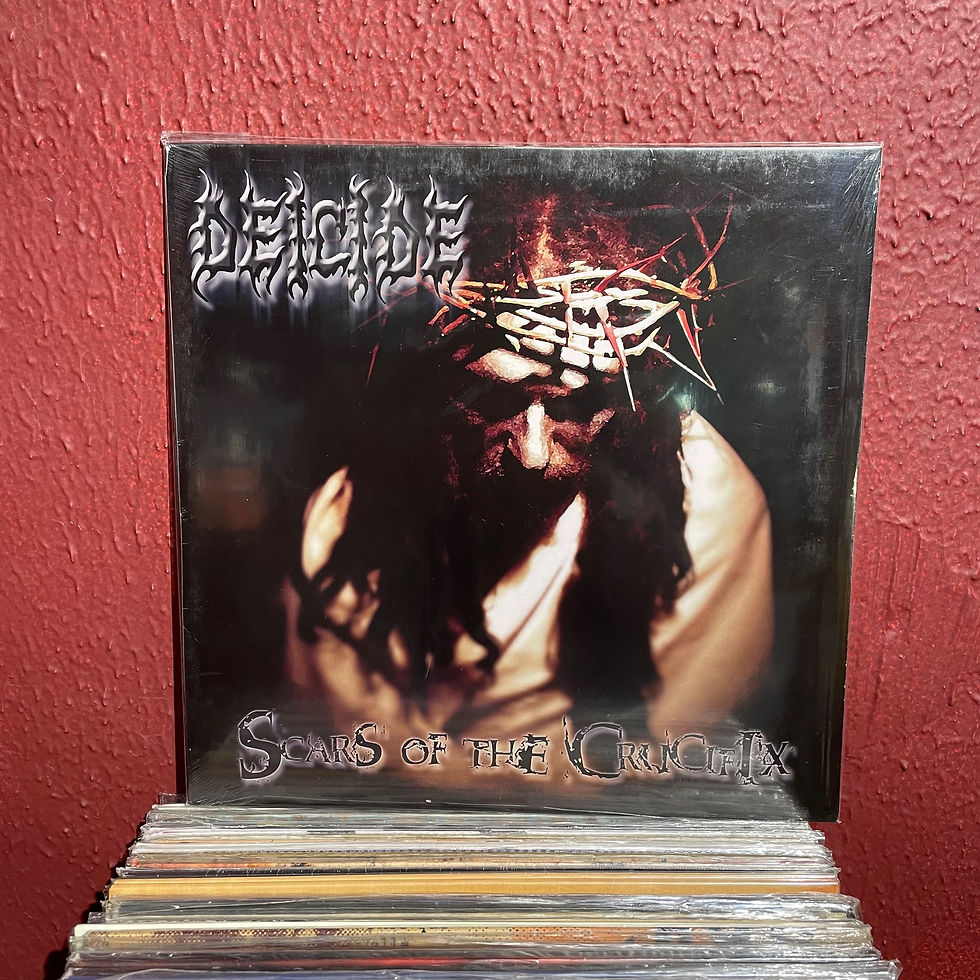 DEICIDE
SCARS OF THE CRUCIFIX